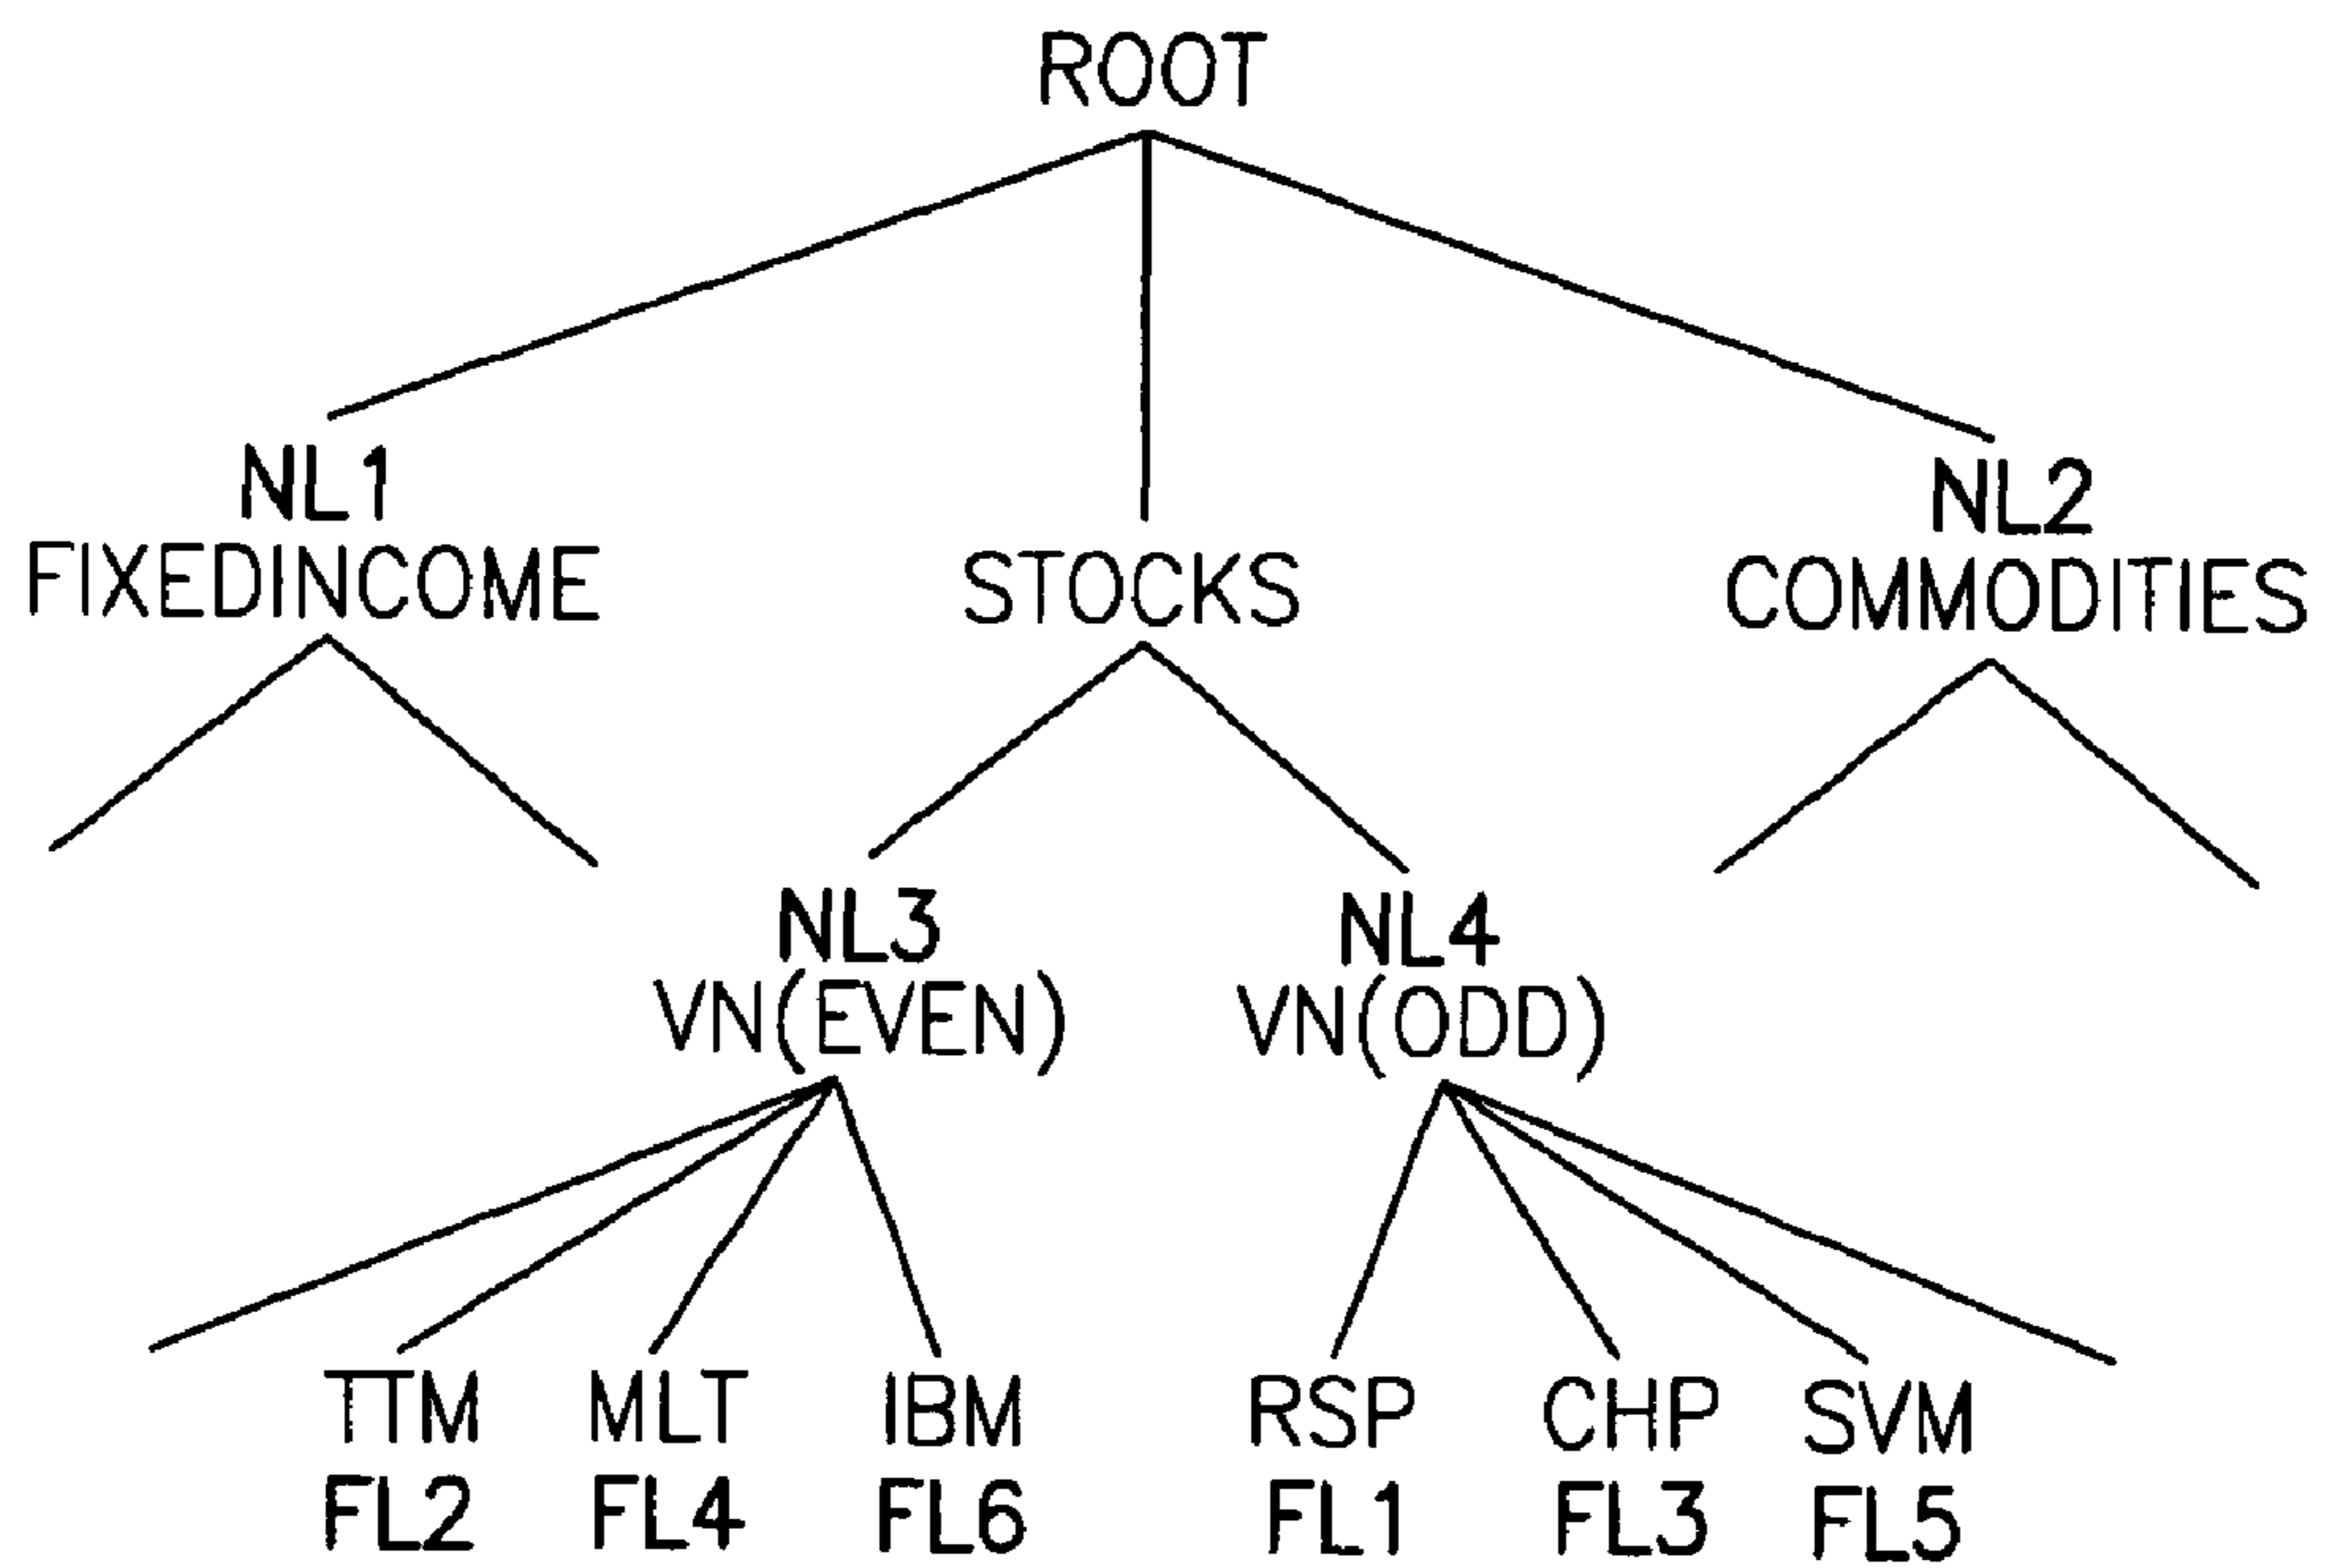 ROOT
NL1
FIXEDINCOME
STOCKS
NL2
COMMODITIES
NL3
VN(EVEN)
NL4
VN(ODD)
TTM MLT IBM RSP CHP SVM
FL2 FL4 FL6 FL1 FL3 FL5